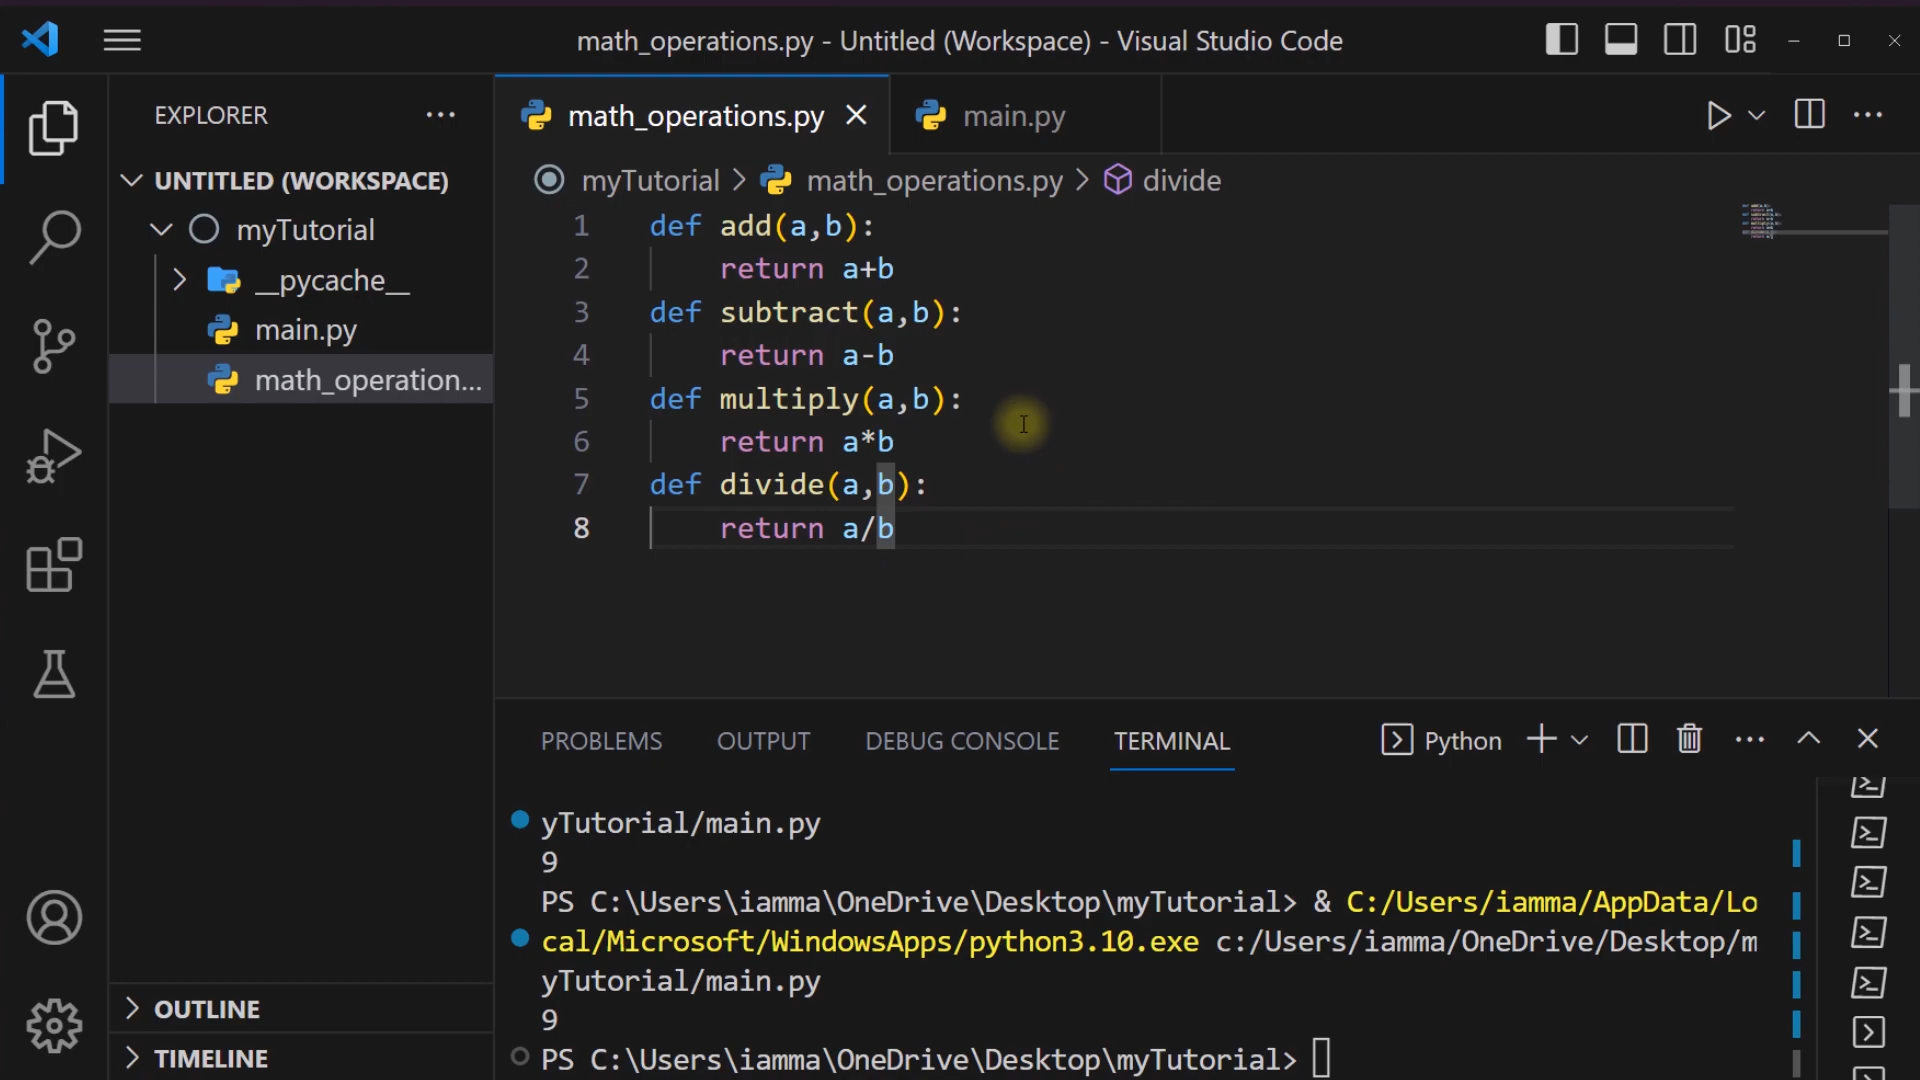 math_operations.py - Untitled (Workspace) - Visual Studio Code
EXPLORER
UNTITLED (WORKSPACE)
myTutorial
__pycache__
main.py
math_operation...
OUTLINE
TIMELINE
math_operations.py
main.py
myTutorial > math_operations.py > divide
1 def add(a,b):
2 return a+b
3 def subtract(a,b):
4 return a-b
5 def multiply(a,b):
6 return a*b
7 def divide(a,b):
8 return a/b
PROBLEMS OUTPUT DEBUG CONSOLE TERMINAL Python
yTutorial/main.py
9
PS C:\Users\iamma\OneDrive\Desktop\myTutorial> & C:/Users/iamma/AppData/Lo
cal/Microsoft/WindowsApps/python3.10.exe c:/Users/iamma/OneDrive/Desktop/m
yTutorial/main.py
9
PS C:\Users\iamma\OneDrive\Desktop\myTutorial>